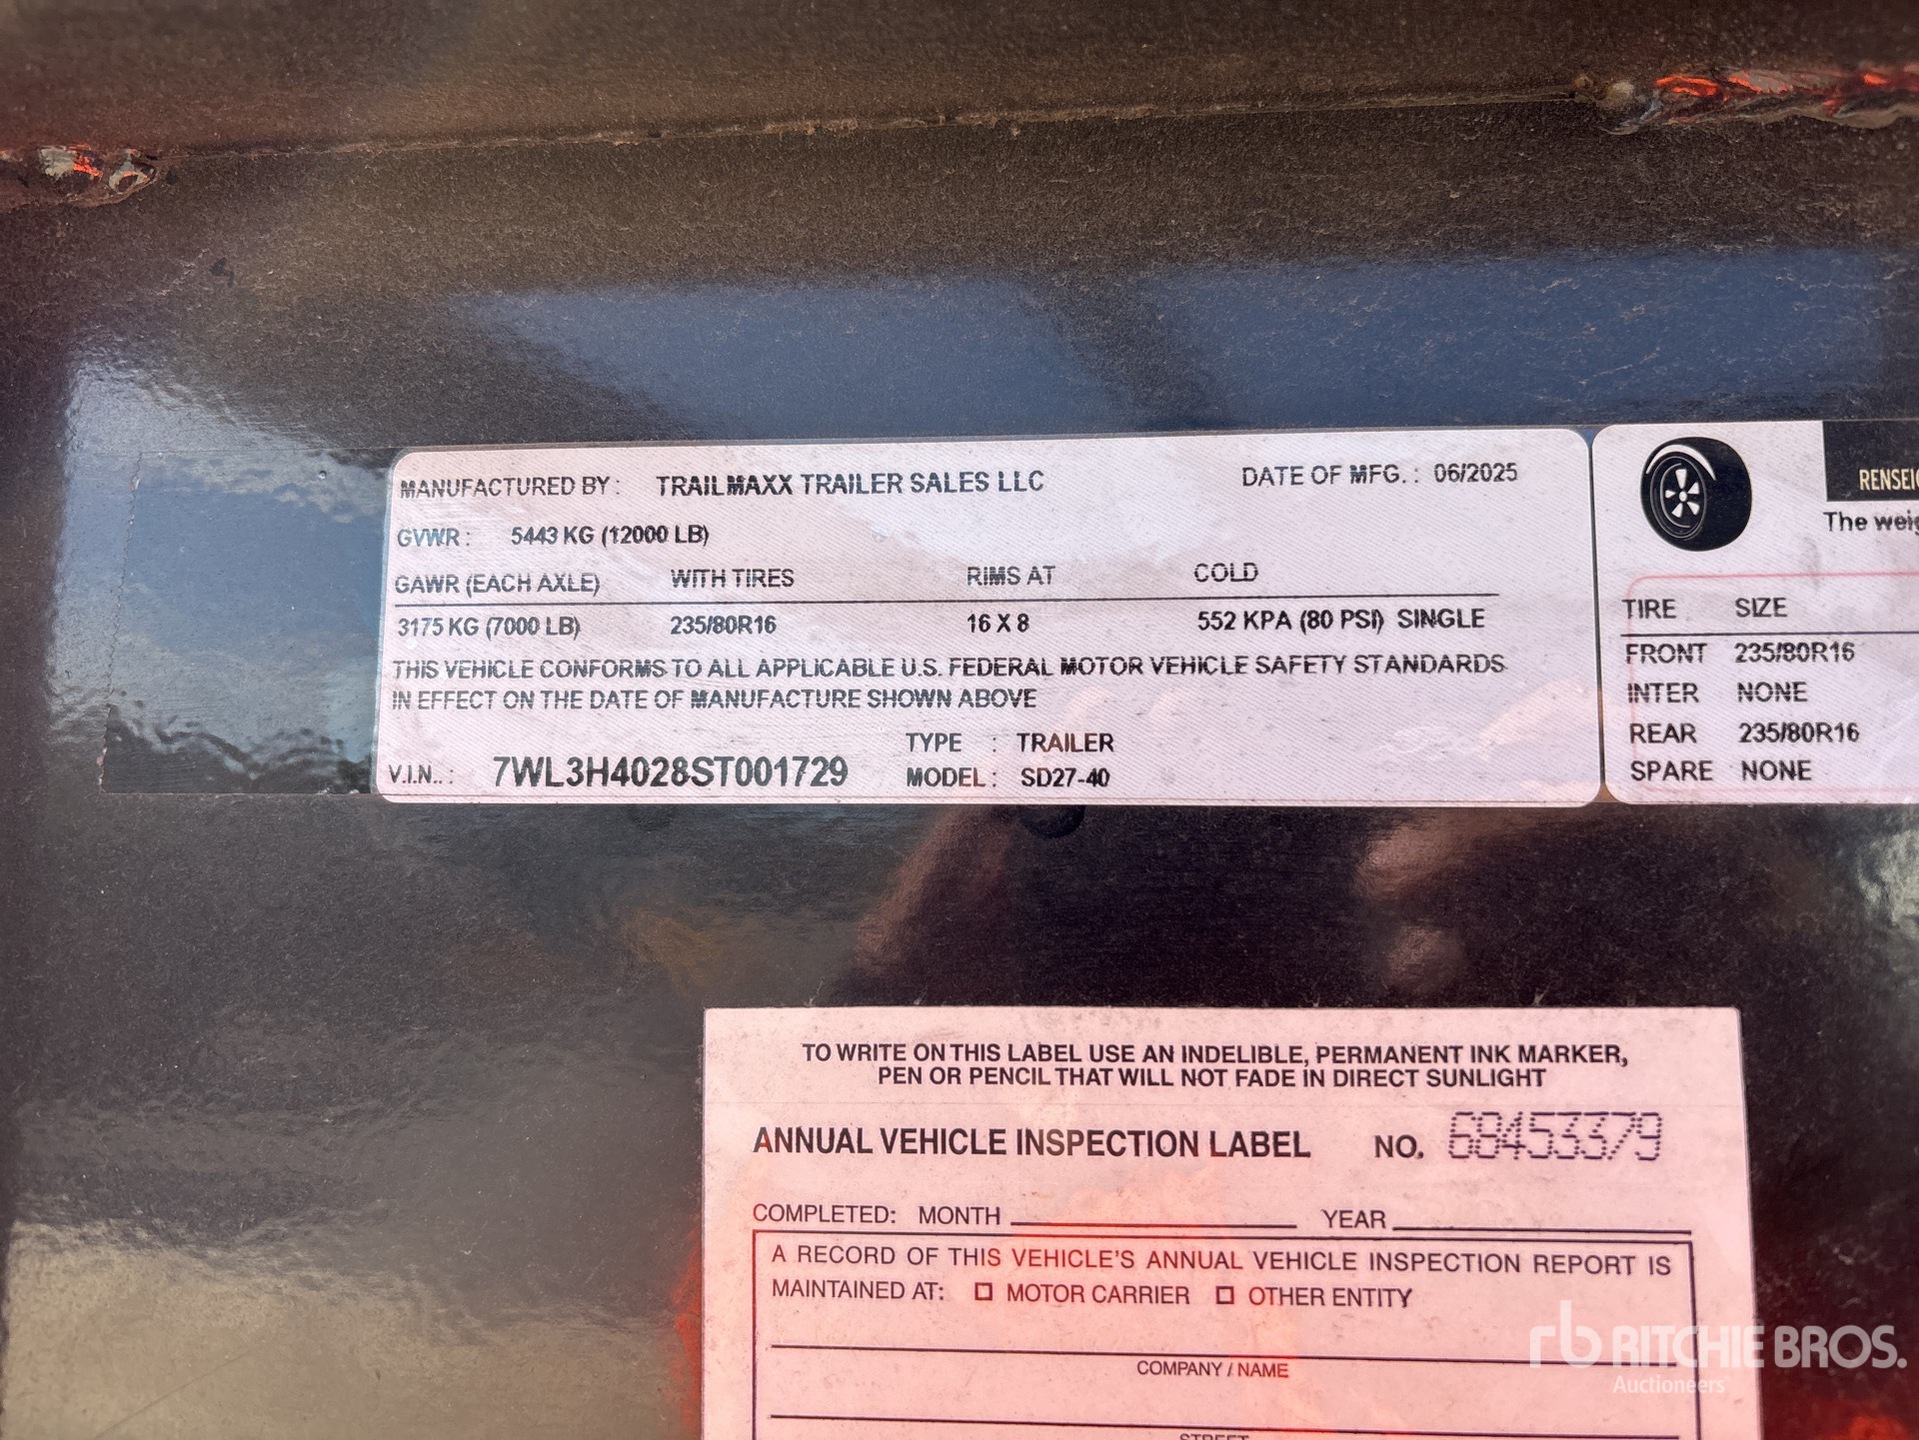 MANUFACTURED BY: TRAILMAXX TRAILER SALES LLC DATE OF MFG.: 06/2025
GVWR: 5443 KG (12000 LB)
GAWR (EACH AXLE) WITH TIRES RIMS AT COLD
3175 KG (7000 LB) 235/80R16 16 X 8 552 KPA (80 PSI) SINGLE
THIS VEHICLE CONFORMS TO ALL APPLICABLE U.S. FEDERAL MOTOR VEHICLE SAFETY STANDARDS
IN EFFECT ON THE DATE OF MANUFACTURE SHOWN ABOVE
TYPE : TRAILER
V.I.N..: 7WL3H4028ST001729 MODEL: SD27-40
The
TIRE SIZE
FRONT 235/80R16
INTER NONE
REAR 235/80R16
SPARE NONE
TO WRITE ON THIS LABEL USE AN INDELIBLE, PERMANENT INK MARKER,
PEN OR PENCIL THAT WILL NOT FADE IN DIRECT SUNLIGHT
ANNUAL VEHICLE INSPECTION LABEL NO. 68453379
COMPLETED: MONTH YEAR
A RECORD OF THIS VEHICLE'S ANNUAL VEHICLE INSPECTION REPORT IS
MAINTAINED AT: MOTOR CARRIER OTHER ENTITY
COMPANY / NAME
STREET
rb RITCHIE BROS.
Auctioneers